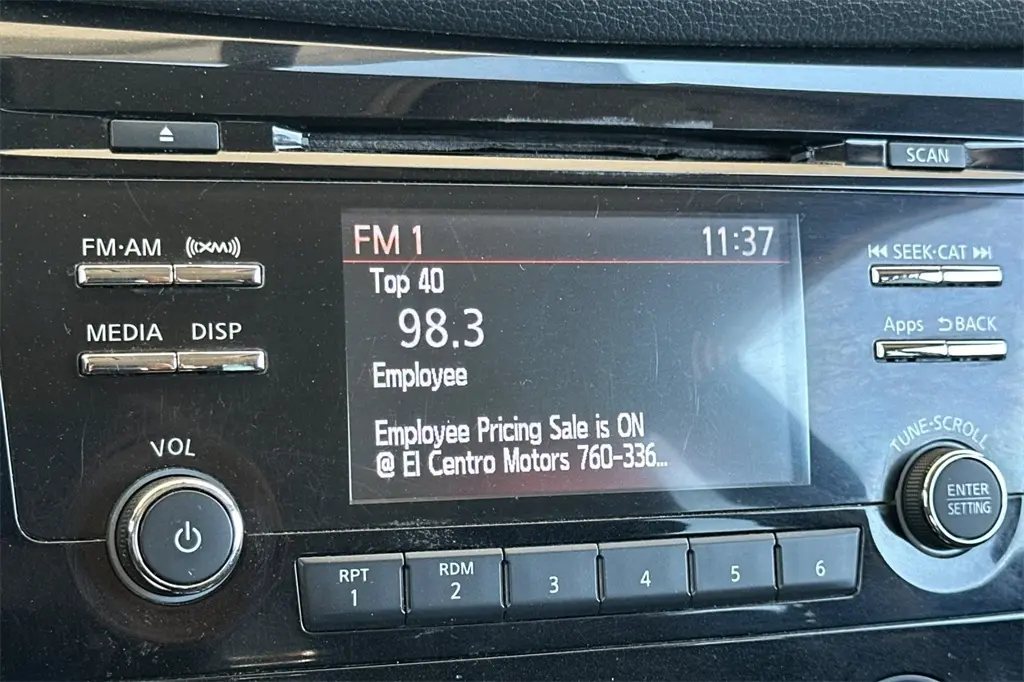 SCAN
FM·AM ((XM))
SEEK·CAT
MEDIA DISP
Apps BACK
VOL
TUNE·SCROLL
ENTER
SETTING
FM 1 11:37
Top 40
98.3
Employee
Employee Pricing Sale is ON
@ El Centro Motors 760-336...
RPT RDM
1 2 3 4 5 6